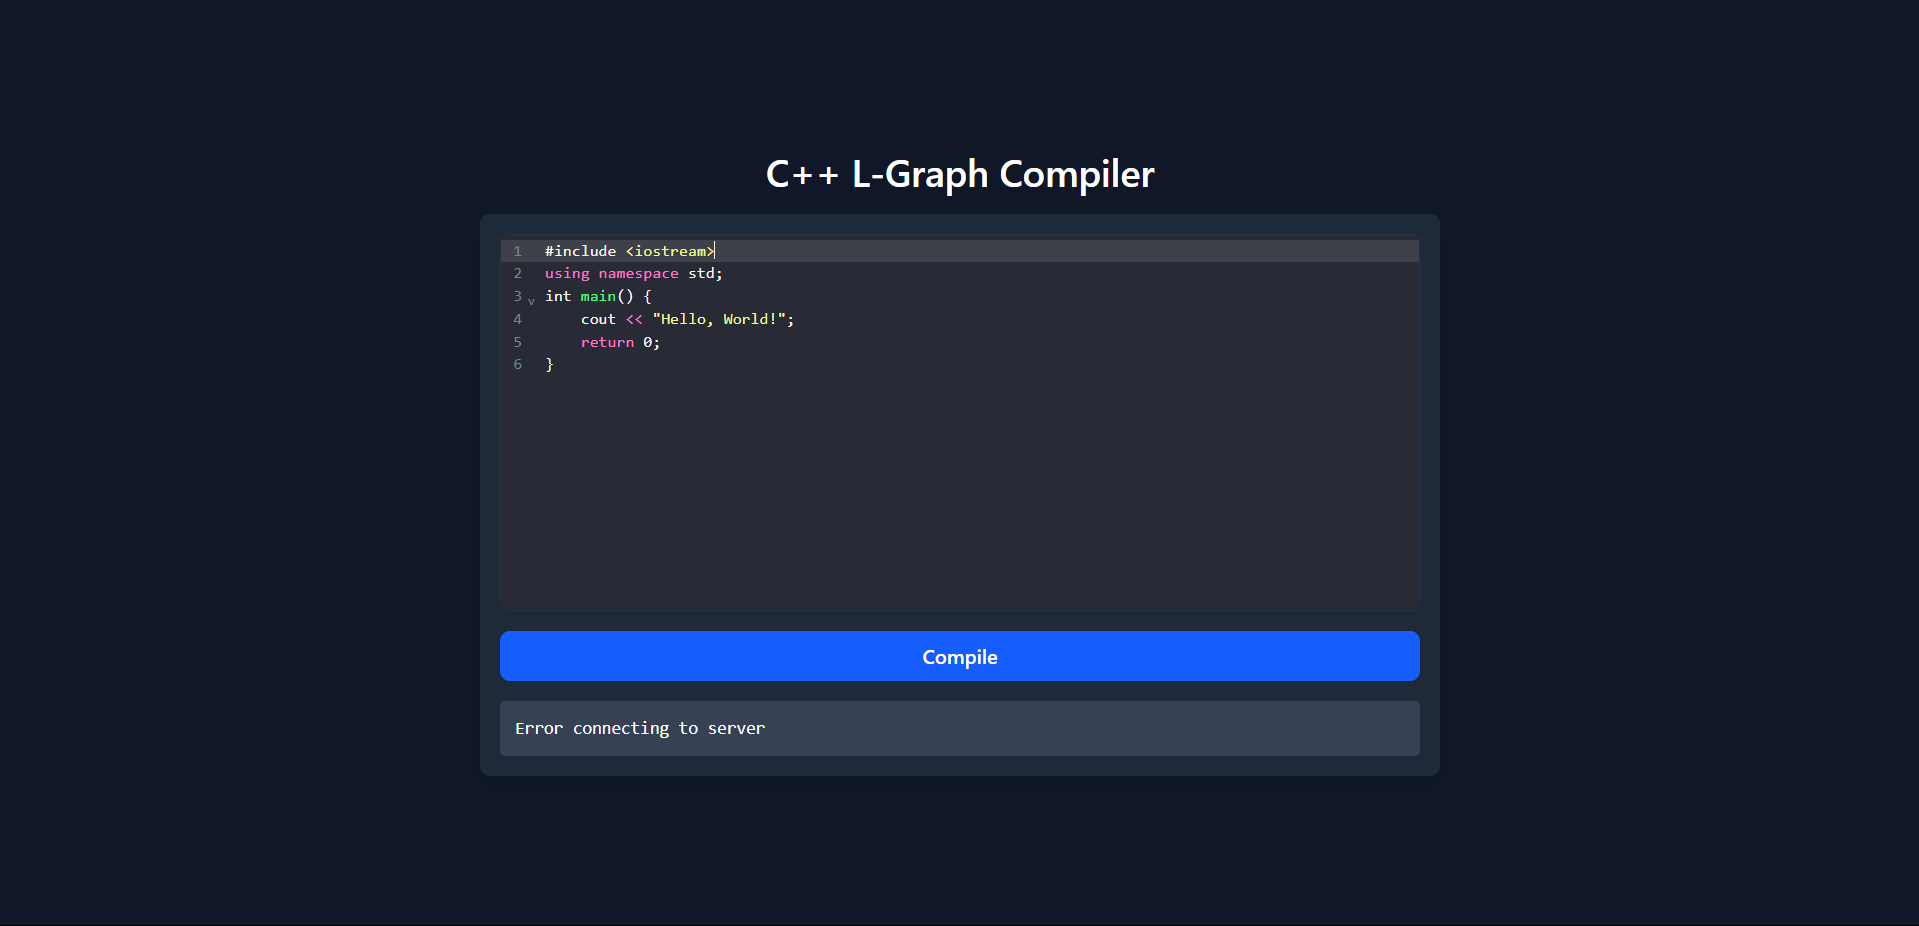 C++ L-Graph Compiler
1 #include <iostream>
2 using namespace std;
3 int main() {
4     cout << "Hello, World!";
5     return 0;
6 }
Compile
Error connecting to server